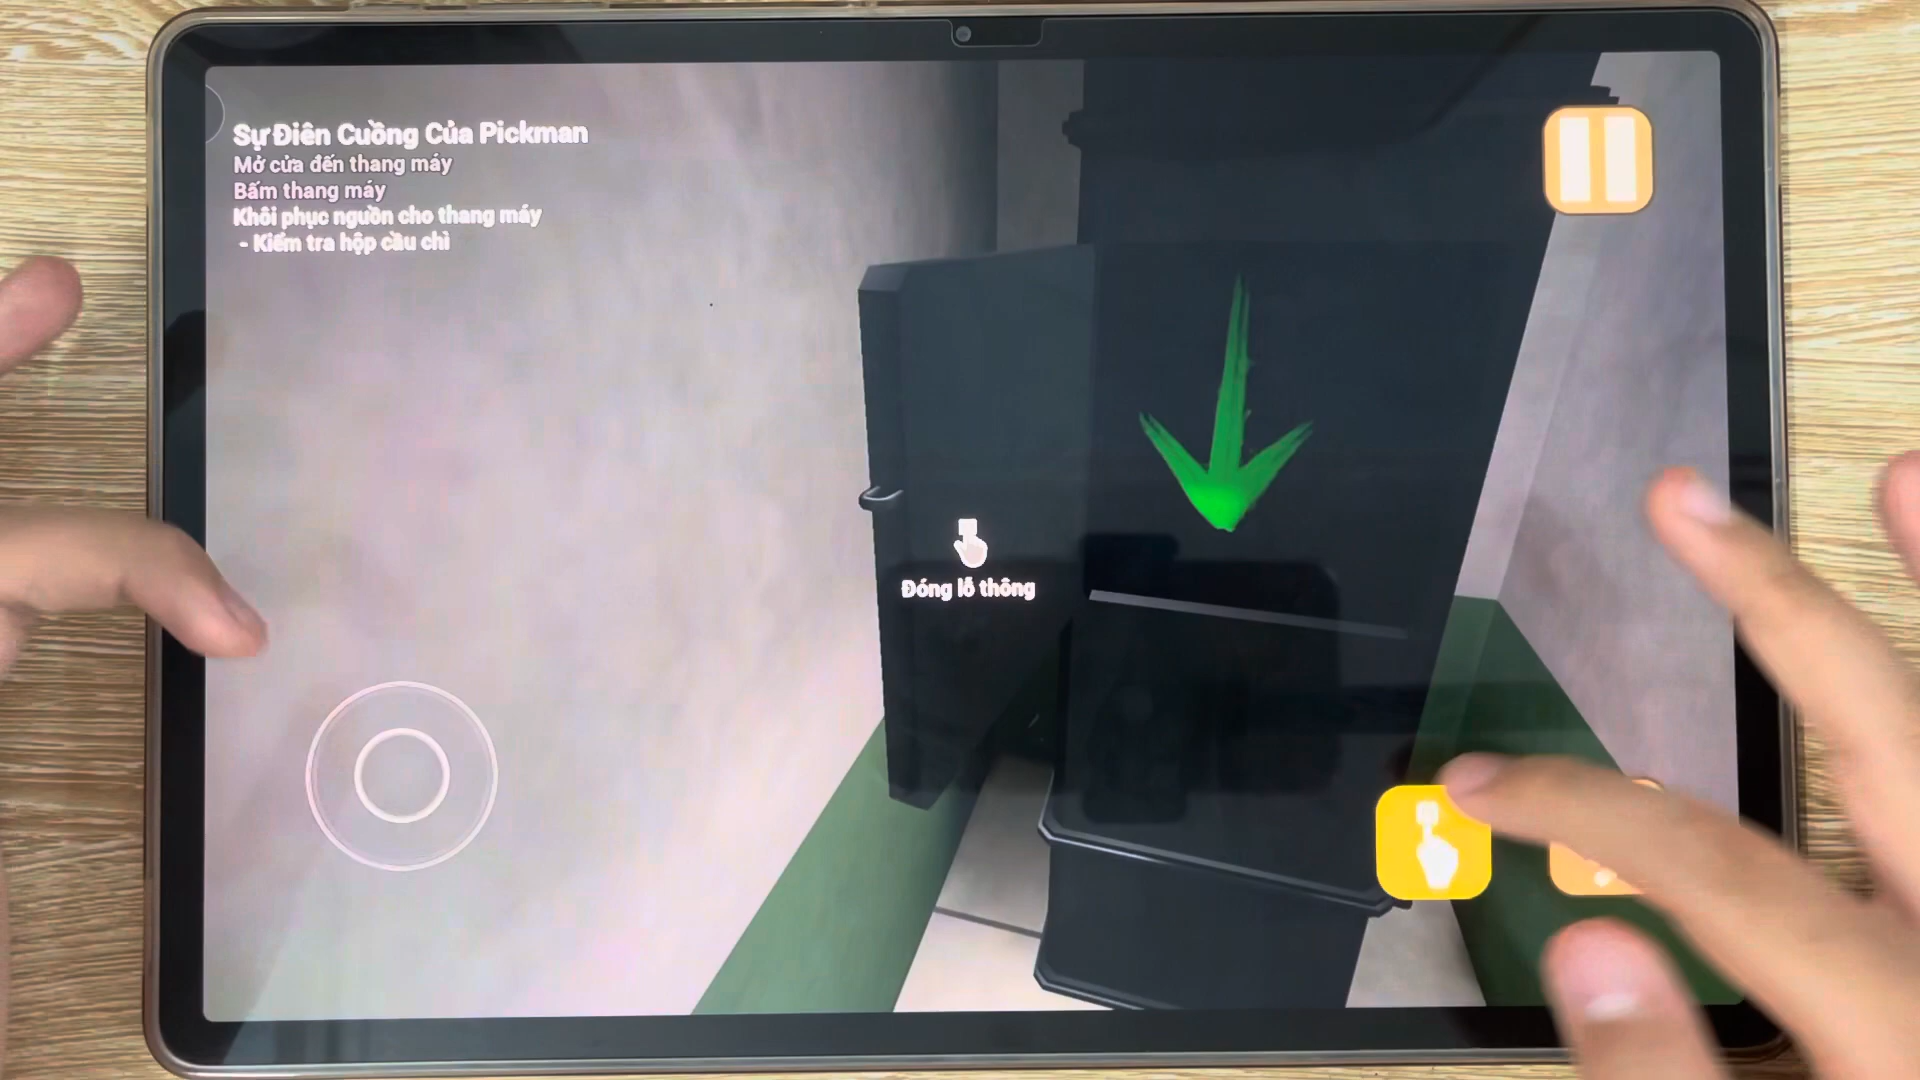 Sự Điên Cuồng Của Pickman
Mở cửa đến thang máy
Bấm thang máy
Khôi phục nguồn cho thang máy
- Kiểm tra hộp cầu chì
Đóng lỗ thông